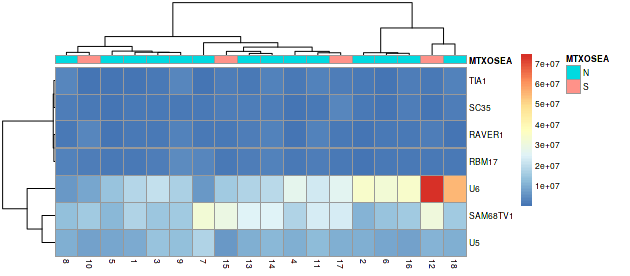 MTXOSEA
TIA1
SC35
RAVER1
RBM17
U6
SAM68TV1
U5
8 10 5 1 3 9 7 15 13 14 4 11 17 2 6 16 12 18
7e+07
6e+07
5e+07
4e+07
3e+07
2e+07
1e+07
MTXOSEA
N
S